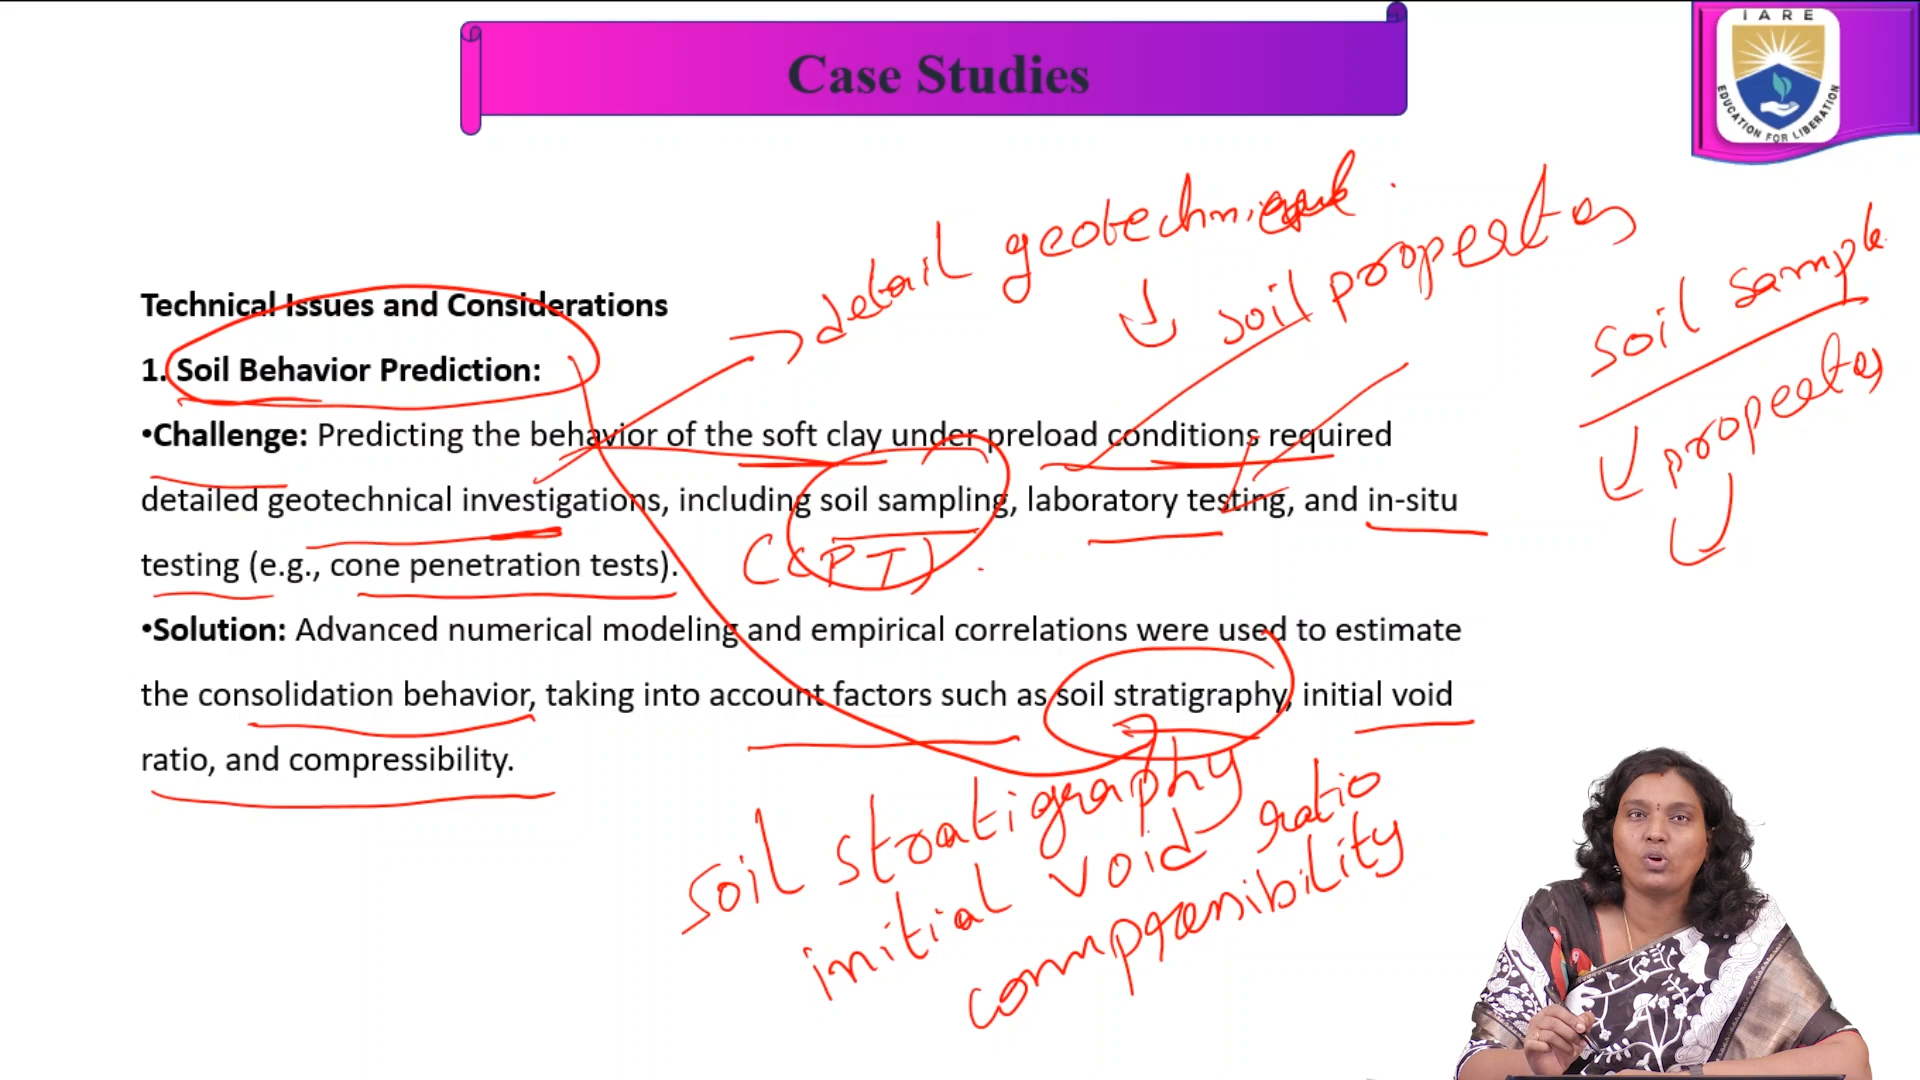 Case Studies
IARE
EDUCATION FOR LIBERATION
detail geotechnical.
soil properties
soil sample
properties
Technical Issues and Considerations
1. Soil Behavior Prediction:
•Challenge: Predicting the behavior of the soft clay under preload conditions required
detailed geotechnical investigations, including soil sampling, laboratory testing, and in-situ
testing (e.g., cone penetration tests).
(CPT).
•Solution: Advanced numerical modeling and empirical correlations were used to estimate
the consolidation behavior, taking into account factors such as soil stratigraphy, initial void
ratio, and compressibility.
soil stratigraphy
initial void ratio
compressibility